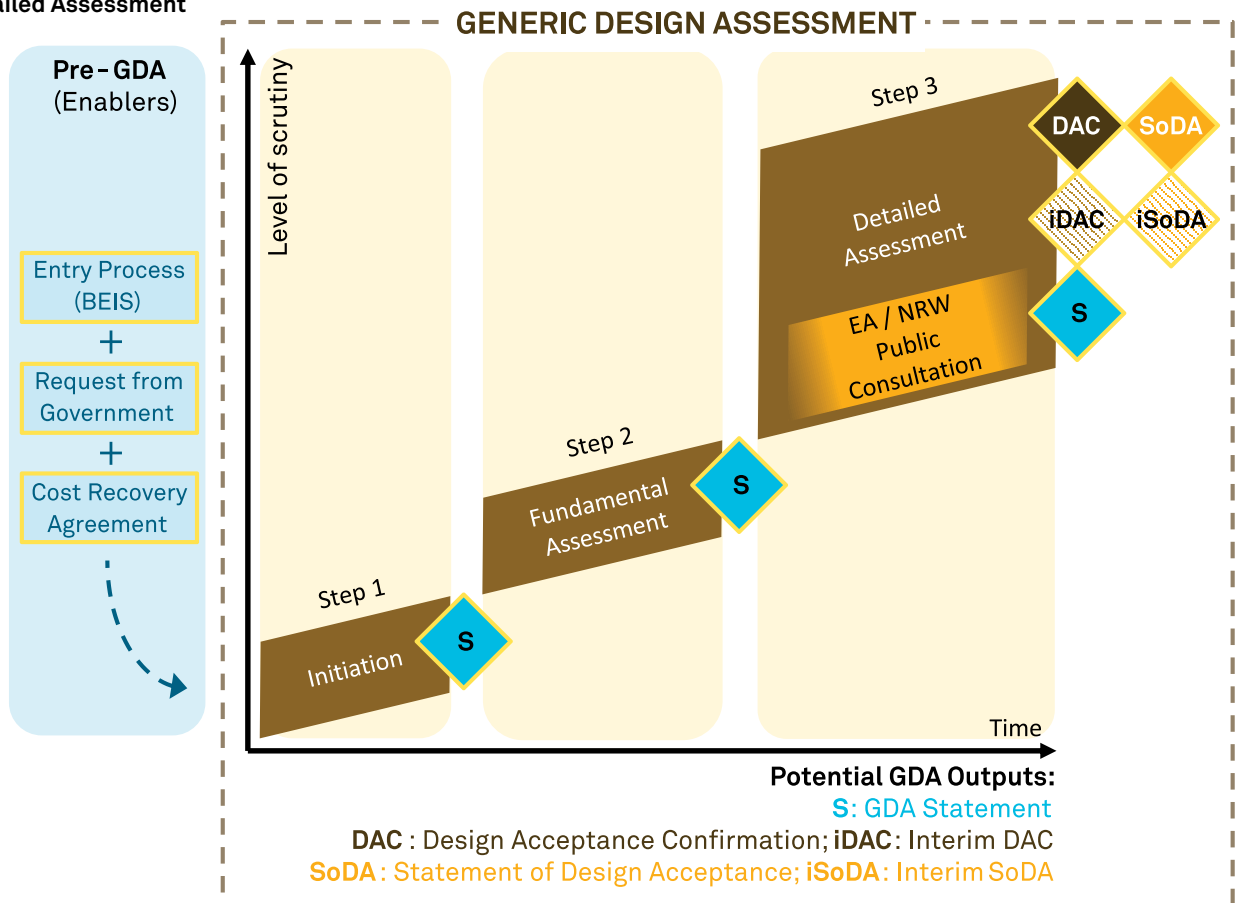 ailed Assessment
GENERIC DESIGN ASSESSMENT
Pre-GDA
(Enablers)
Entry Process
(BEIS)
+
Request from
Government
+
Cost Recovery
Agreement
Level of scrutiny
Step 1
Initiation
S
Step 2
Fundamental
Assessment
S
Step 3
Detailed
Assessment
EA / NRW
Public
Consultation
DAC
SoDA
iDAC
iSoDA
S
Time
Potential GDA Outputs:
S: GDA Statement
DAC : Design Acceptance Confirmation; iDAC: Interim DAC
SoDA: Statement of Design Acceptance; iSoDA: Interim SoDA